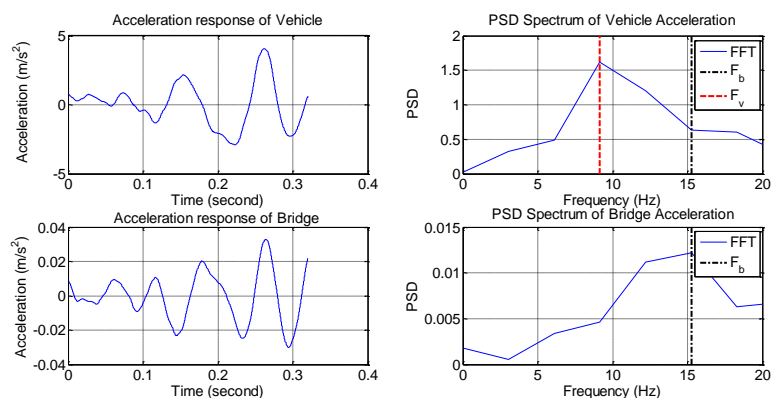 Acceleration response of Vehicle
Acceleration (m/s²)
5
0
-5
0 0.1 0.2 0.3 0.4
Time (second)
PSD Spectrum of Vehicle Acceleration
PSD
2
1.5
1
0.5
0
0 5 10 15 20
Frequency (Hz)
FFT
F_b
F_v
Acceleration response of Bridge
Acceleration (m/s²)
0.04
0.02
0
-0.02
-0.04
0 0.1 0.2 0.3 0.4
Time (second)
PSD Spectrum of Bridge Acceleration
PSD
0.015
0.01
0.005
0
0 5 10 15 20
Frequency (Hz)
FFT
F_b